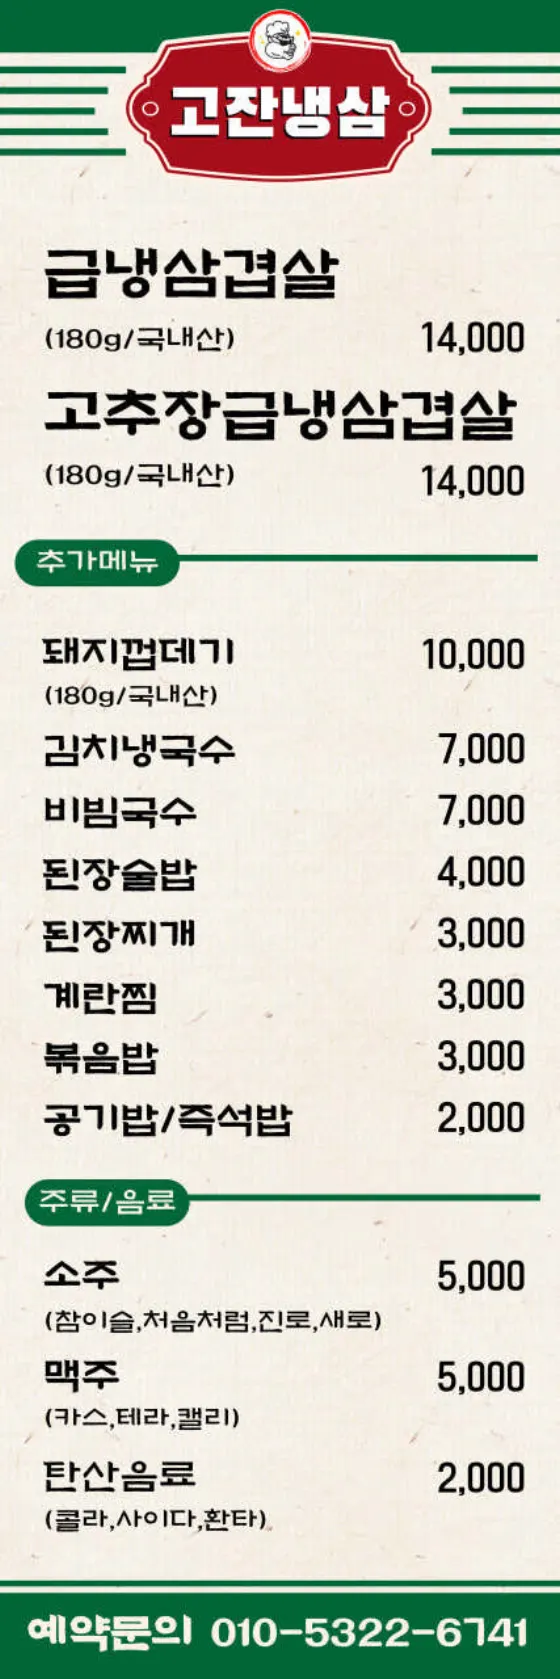 고잔냉삼
급냉삼겹살
(180g/국내산) 14,000
고추장급냉삼겹살
(180g/국내산) 14,000
추가메뉴
돼지껍데기 10,000
(180g/국내산)
김치냉국수 7,000
비빔국수 7,000
된장술밥 4,000
된장찌개 3,000
계란찜 3,000
볶음밥 3,000
공기밥/즉석밥 2,000
주류/음료
소주 5,000
(참이슬,처음처럼,진로,새로)
맥주 5,000
(카스,테라,캘리)
탄산음료 2,000
(콜라,사이다,환타)
예약문의 010-5322-6741